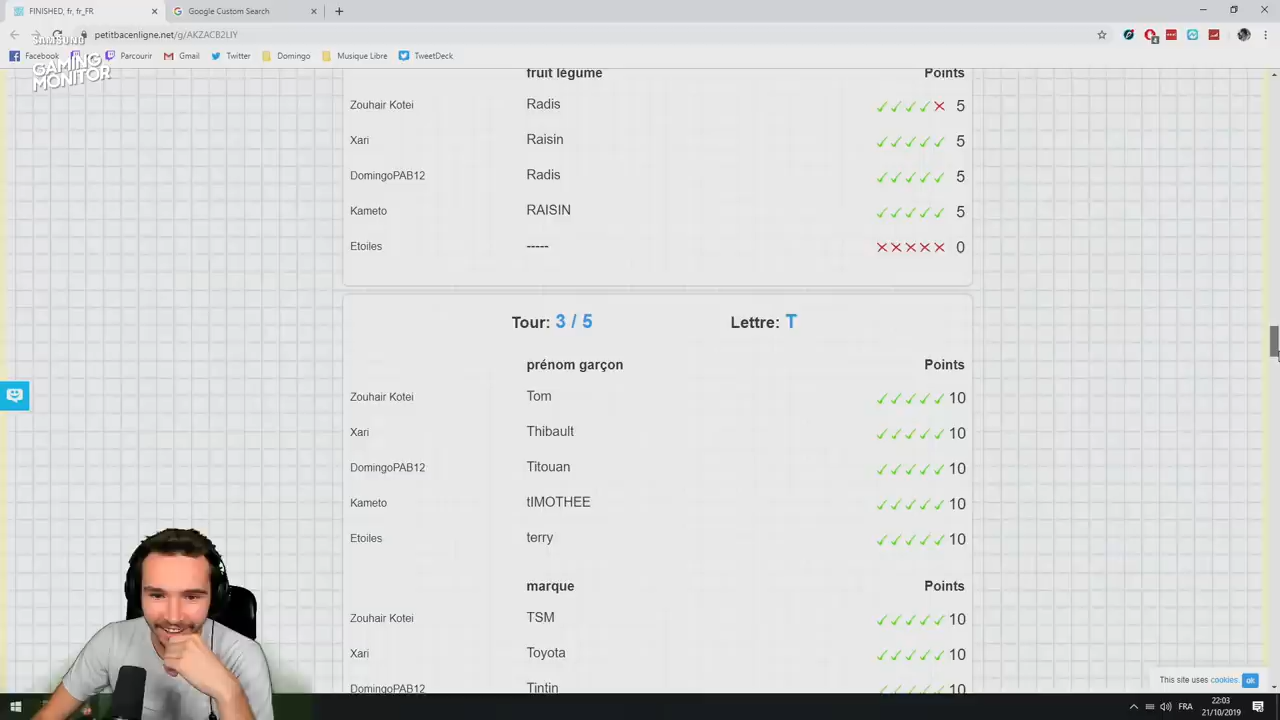 FINISHED, fr, fr_FR
Google Custom Search
petitbacenligne.net/g/AKZACB2LIY
Facebook
Parcourir
Gmail
Twitter
Domingo
Musique Libre
TweetDeck
SAMSUNG
GAMING
MONITOR
fruit légume Points
Zouhair Kotei Radis 5
Xari Raisin 5
DomingoPAB12 Radis 5
Kameto RAISIN 5
Etoiles ----- 0
Tour: 3 / 5 Lettre: T
prénom garçon Points
Zouhair Kotei Tom 10
Xari Thibault 10
DomingoPAB12 Titouan 10
Kameto tIMOTHEE 10
Etoiles terry 10
marque Points
Zouhair Kotei TSM 10
Xari Toyota 10
DomingoPAB12 Tintin 10
This site uses cookies. ok
FRA
22:03
21/10/2019